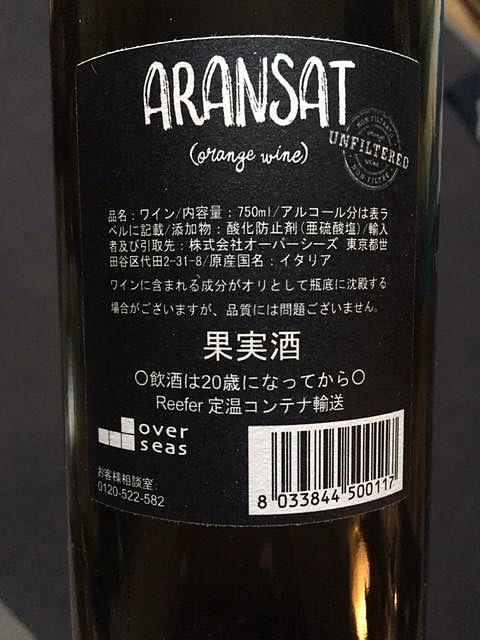 ARANSAT
(orange wine)
NON FILTRATO
UNFILTERED
NON FILTRÉ
品名：ワイン/内容量：750ml/アルコール分は表ラ
ベルに記載/添加物：酸化防止剤(亜硫酸塩)/輸入
者及び引取先：株式会社オーバーシーズ 東京都世
田谷区代田2-31-8/原産国名：イタリア
ワインに含まれる成分がオリとして瓶底に沈殿する
場合がございますが、品質には問題ございません。
果実酒
〇飲酒は20歳になってから〇
Reefer 定温コンテナ輸送
over
seas
お客様相談室:
0120-522-582
8 033844 500117